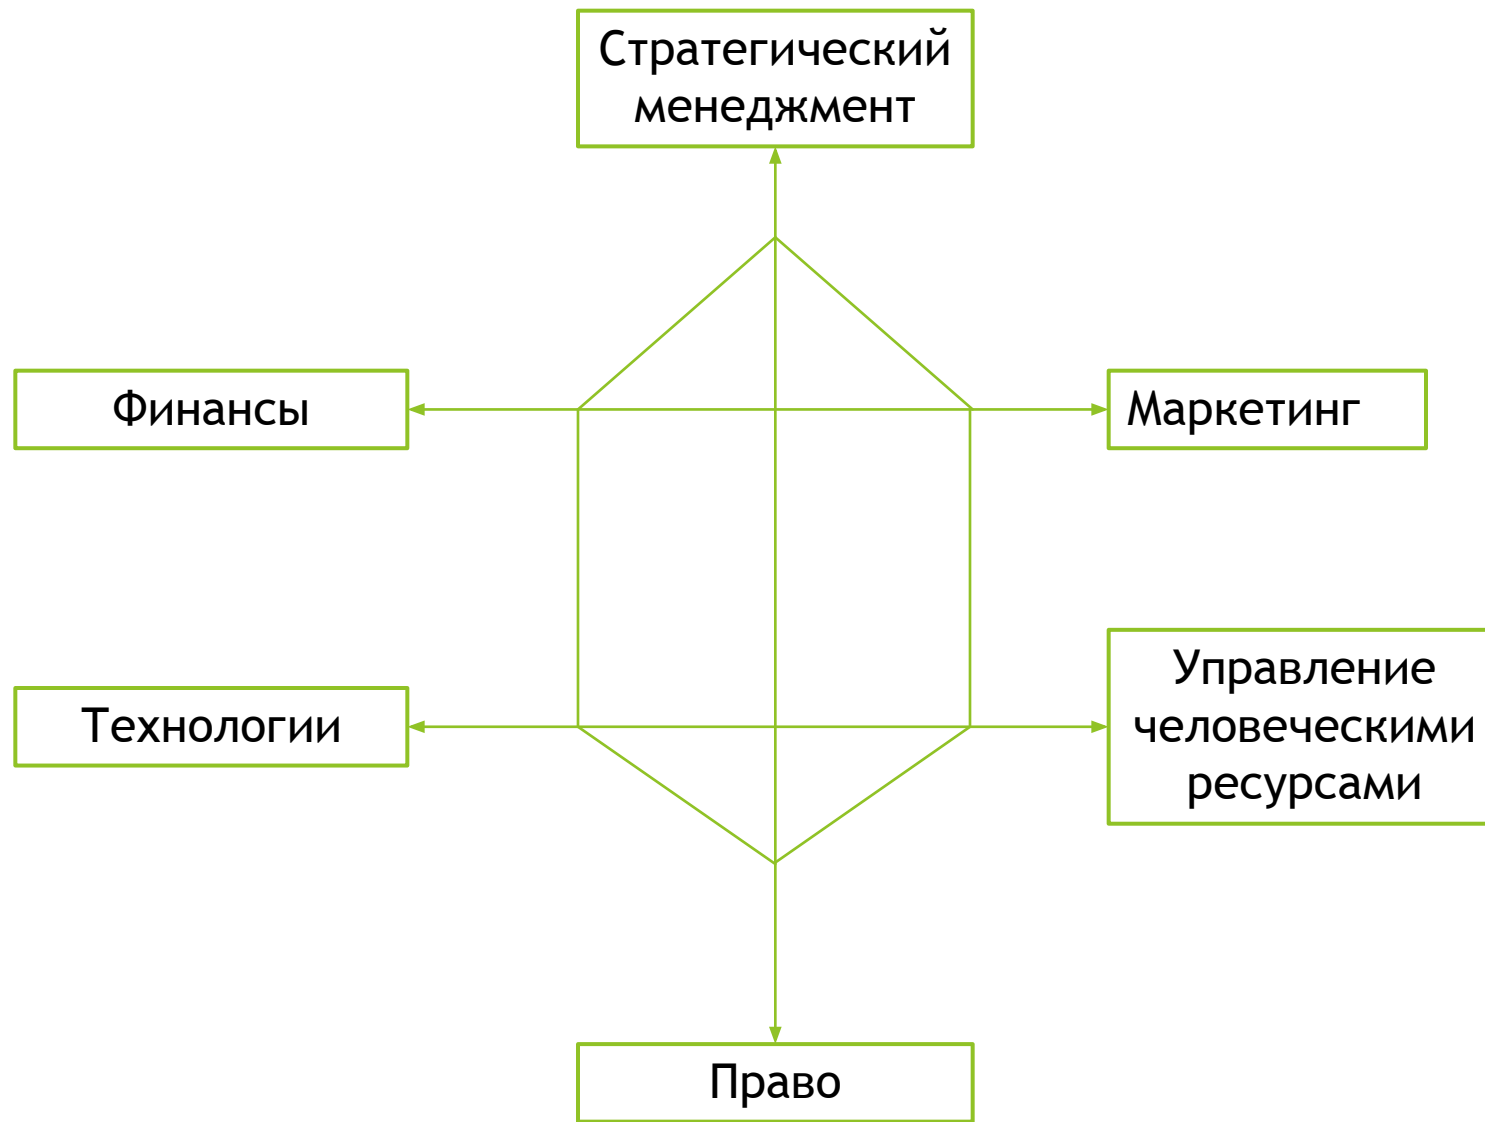 Стратегический
менеджмент
Финансы
Маркетинг
Технологии
Управление
человеческими
ресурсами
Право